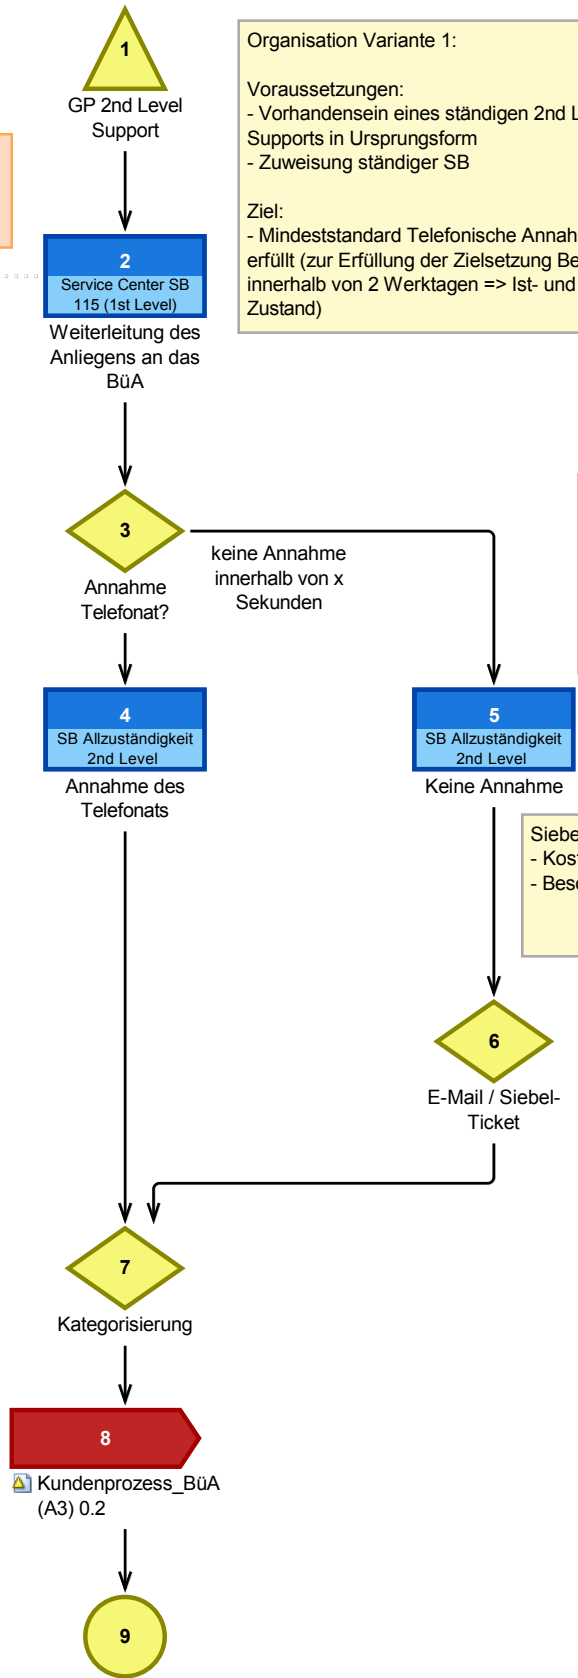 1
GP 2nd Level
Support
Organisation Variante 1:
Voraussetzungen:
- Vorhandensein eines ständigen 2nd L
Supports in Ursprungsform
- Zuweisung ständiger SB
Ziel:
- Mindeststandard Telefonische Annah
erfüllt (zur Erfüllung der Zielsetzung Be
innerhalb von 2 Werktagen => Ist- und
Zustand)
2
Service Center SB
115 (1st Level)
Weiterleitung des
Anliegens an das
BüA
3
Annahme
Telefonat?
keine Annahme
innerhalb von x
Sekunden
4
SB Allzuständigkeit
2nd Level
Annahme des
Telefonats
5
SB Allzuständigkeit
2nd Level
Keine Annahme
Siebe
- Kost
- Besc
6
E-Mail / Siebel-
Ticket
7
Kategorisierung
8
Kundenprozess_BüA
(A3) 0.2
9